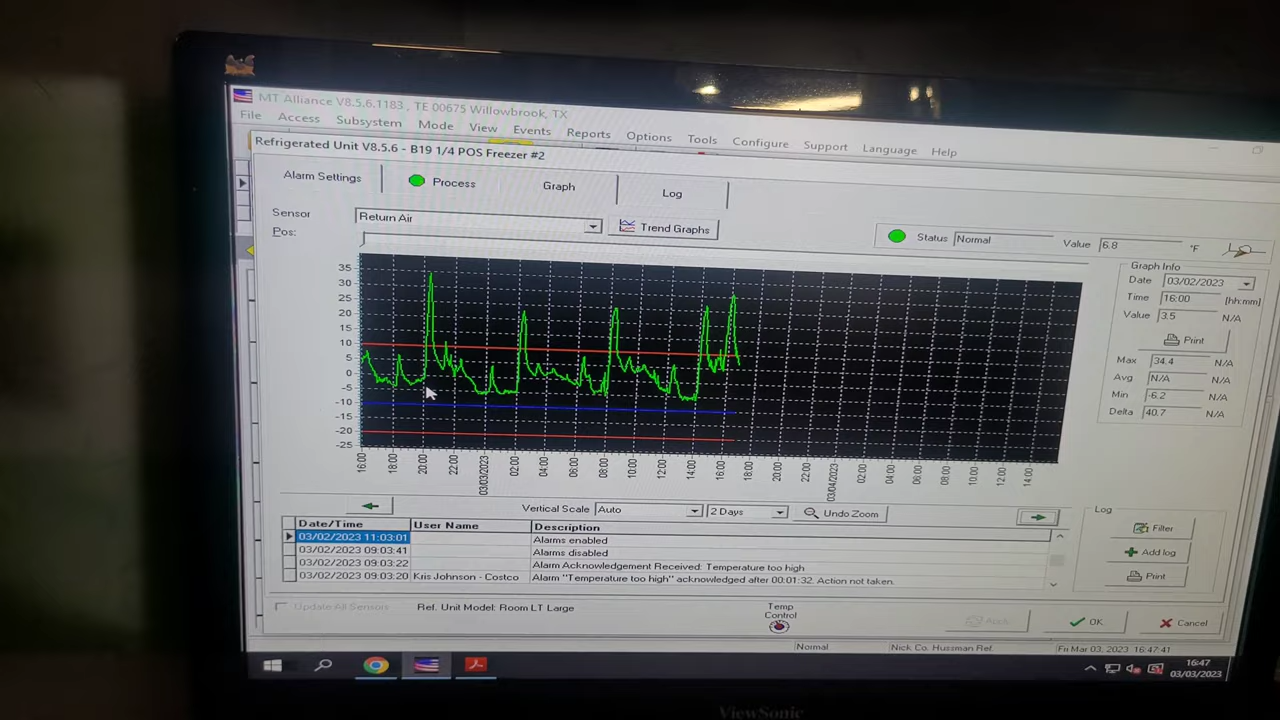 MT Alliance V8.5.6.1183 , TE 00675 Willowbrook, TX
File Access Subsystem Mode View Events Reports Options Tools Configure Support Language Help
Refrigerated Unit V8.5.6 - B19 1/4 POS Freezer #2
Alarm Settings Process Graph Log
Sensor Return Air Trend Graphs
Status Normal Value 6.8 °F
Pos:
Graph Info
Date 03/02/2023
Time 16:00 [hh:mm]
Value 3.5 N/A
Print
Max 34.4 N/A
Avg N/A N/A
Min -6.2 N/A
Delta 40.7 N/A
35
30
25
20
15
10
5
0
-5
-10
-15
-20
-25
16:00 18:00 20:00 22:00 03/03/2023 02:00 04:00 06:00 08:00 10:00 12:00 14:00 16:00 18:00 20:00 22:00 03/04/2023 02:00 04:00 06:00 08:00 10:00 12:00 14:00
Vertical Scale Auto 2 Days Undo Zoom
Log
Filter
Add log
Print
Date/Time User Name Description
03/02/2023 11:03:01 Alarms enabled
03/02/2023 09:03:41 Alarms disabled
03/02/2023 09:03:22 Alarm Acknowledgement Received: Temperature too high
03/02/2023 09:03:20 Kris Johnson - Costco Alarm "Temperature too high" acknowledged after 00:01:32. Action not taken.
Update All Sensors Ref. Unit Model: Room LT Large
Temp
Control
Apply OK Cancel
Normal Nick Co. Hussman Ref. Fri Mar 03, 2023 16:47:41
16:47
03/03/2023
ViewSonic